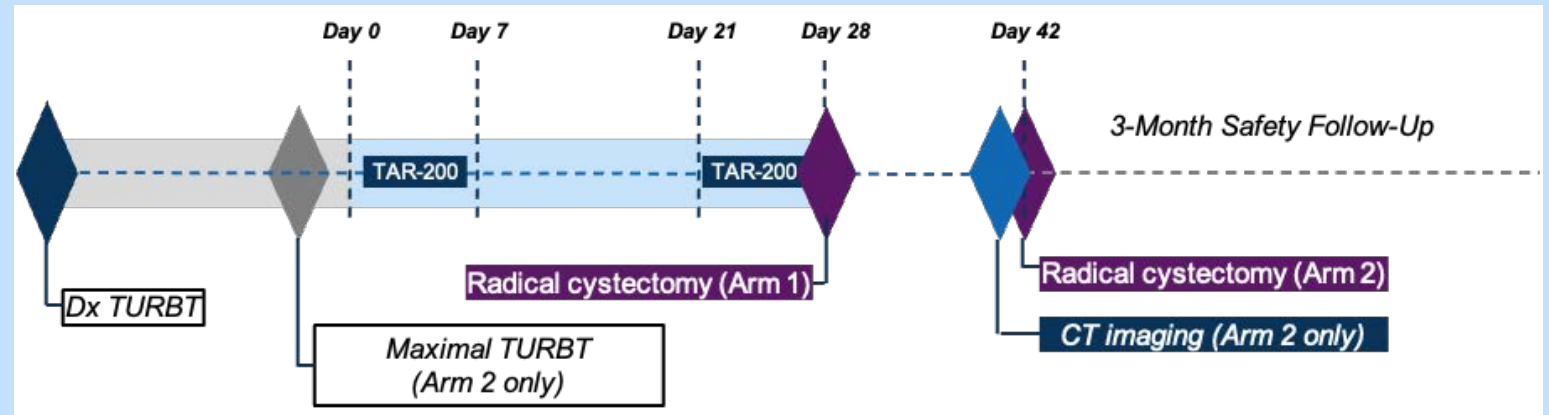 Day 0
Day 7
Day 21
Day 28
Day 42
3-Month Safety Follow-Up
TAR-200
TAR-200
Radical cystectomy (Arm 1)
Radical cystectomy (Arm 2)
Dx TURBT
CT imaging (Arm 2 only)
Maximal TURBT
(Arm 2 only)